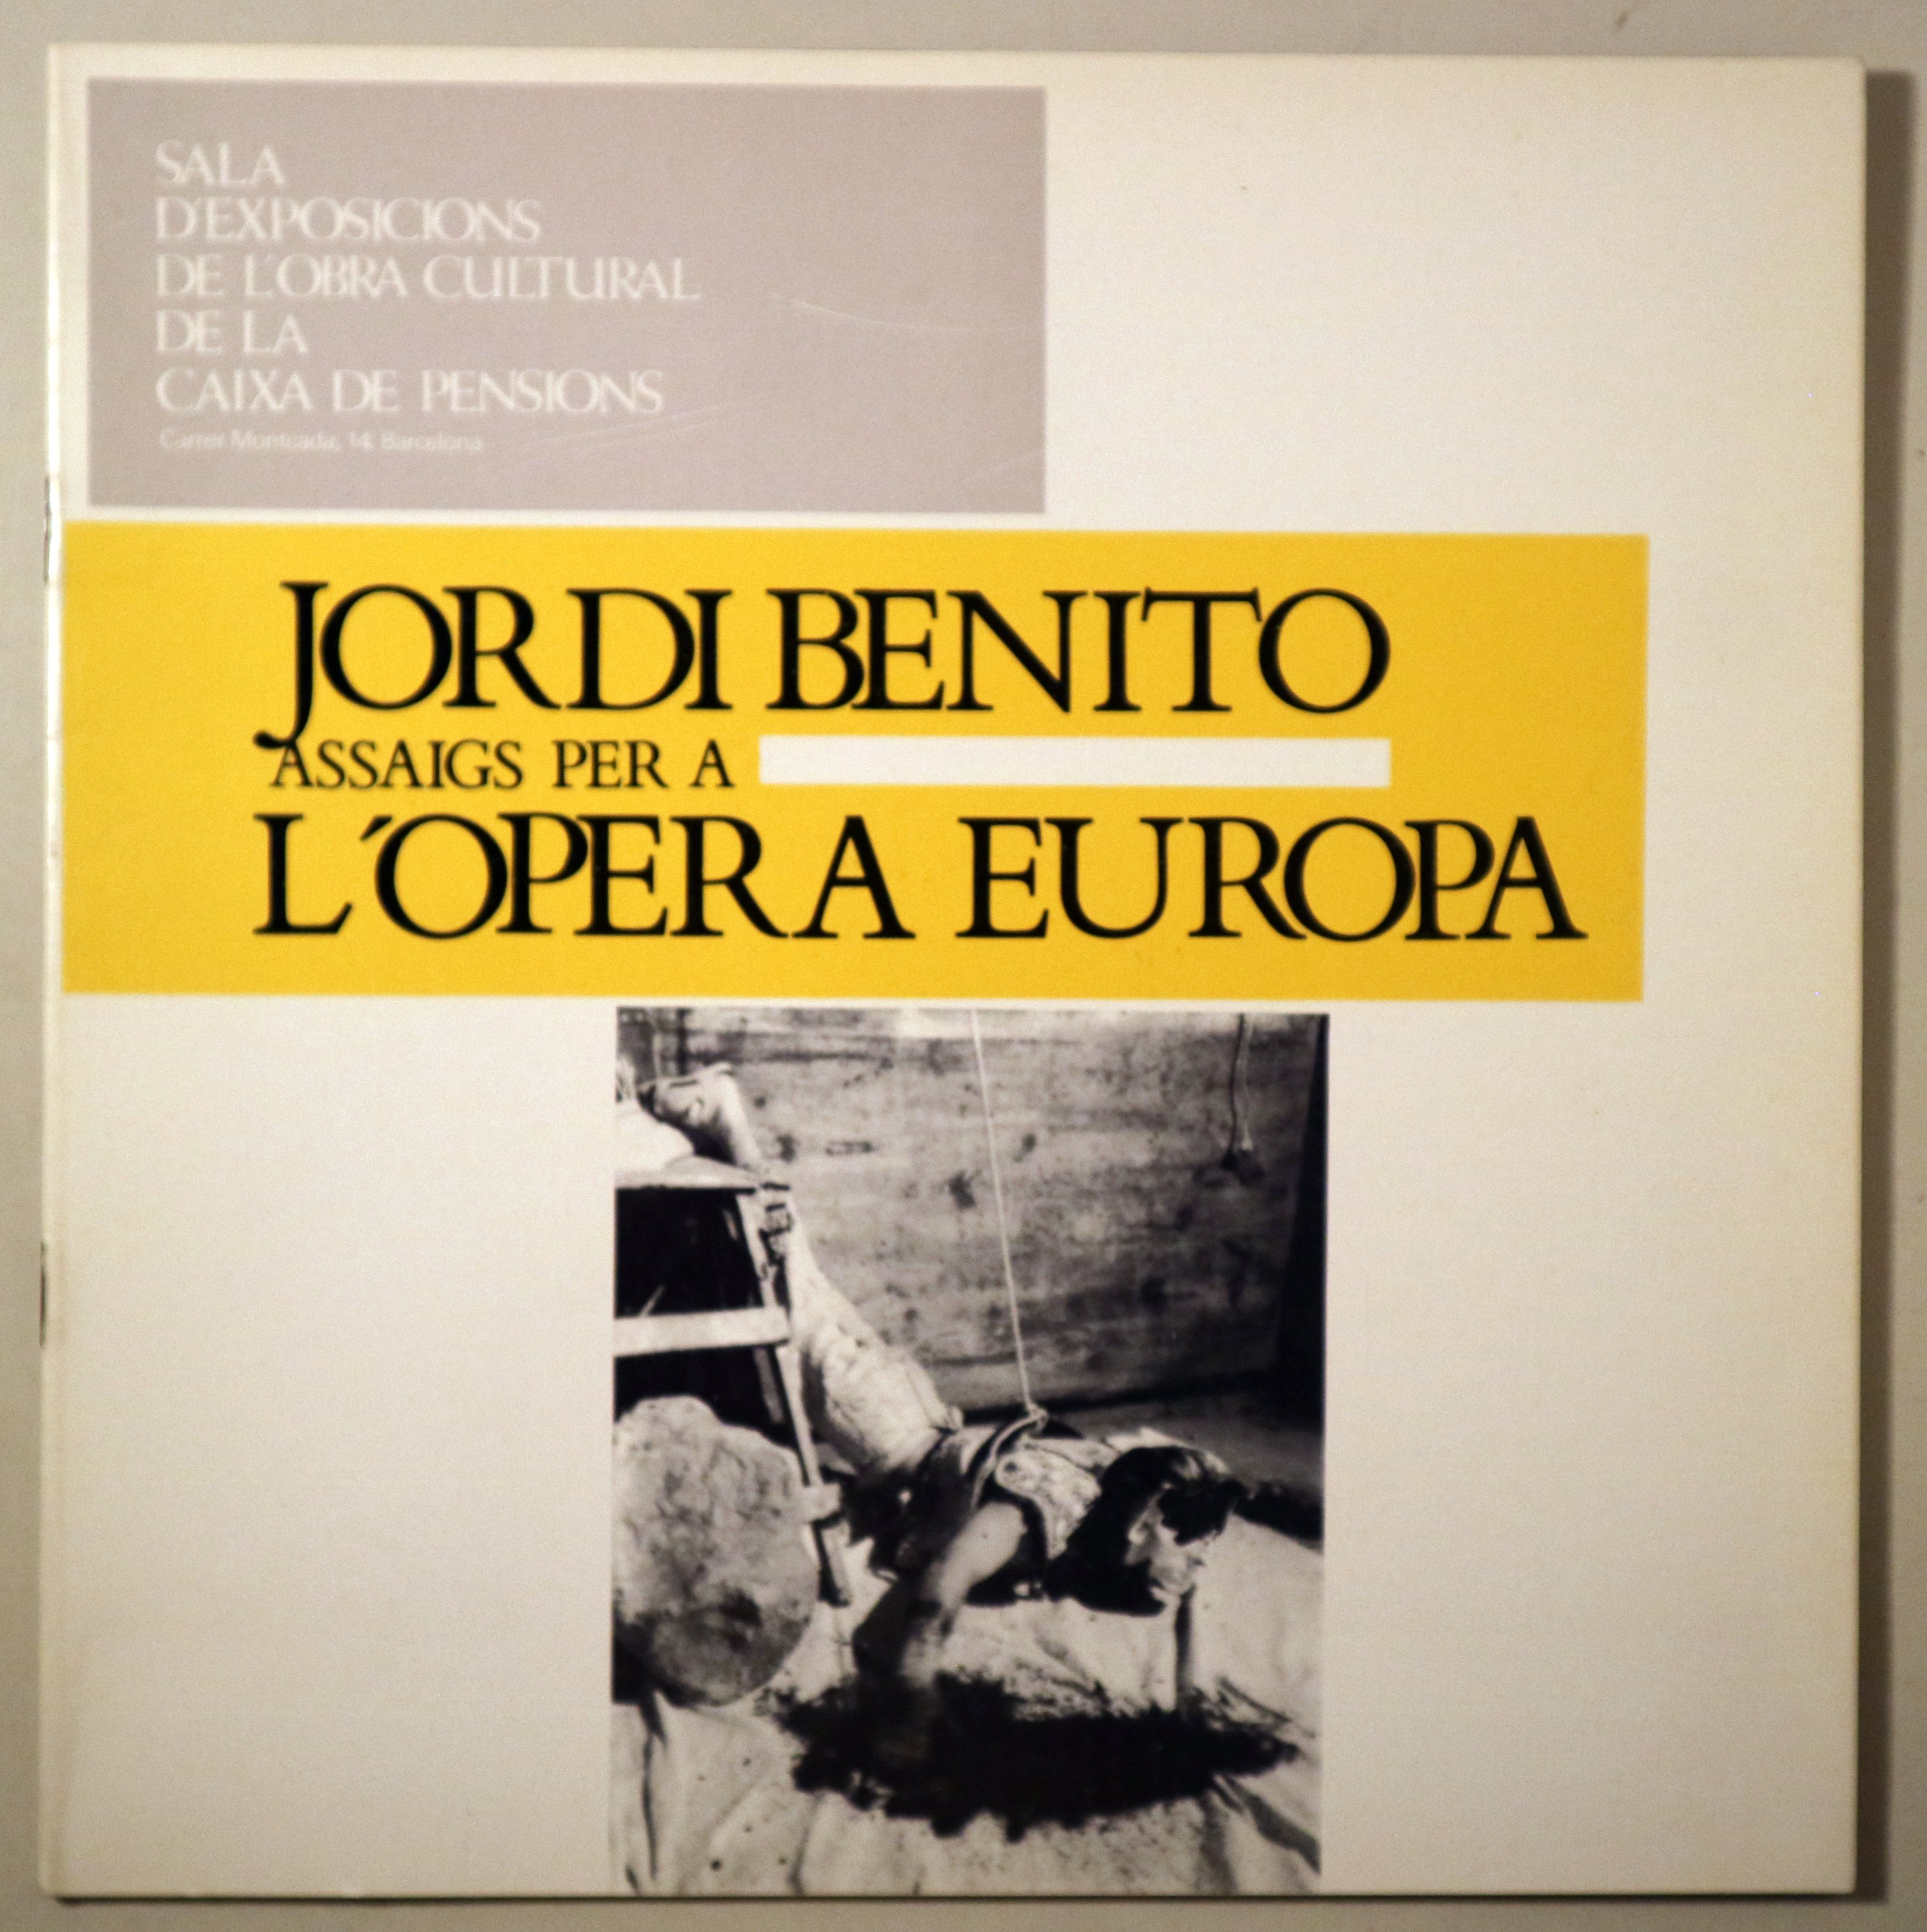 SALA
D'EXPOSICIONS
DE L'OBRA CULTURAL
DE LA
CAIXA DE PENSIONS
Carrer Montcada, 14. Barcelona
JORDI BENITO
ASSAIGS PER A
L'OPERA EUROPA